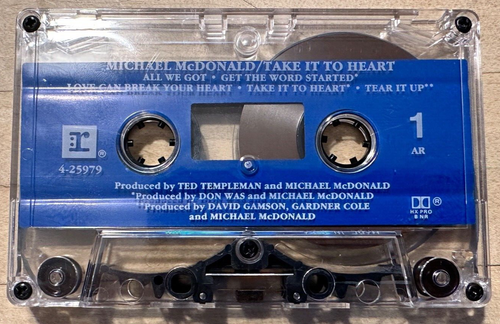 MICHAEL McDONALD/TAKE IT TO HEART
ALL WE GOT • GET THE WORD STARTED*
LOVE CAN BREAK YOUR HEART • TAKE IT TO HEART* • TEAR IT UP**
r ®
4-25979
1
AR
Produced by TED TEMPLEMAN and MICHAEL McDONALD
*Produced by DON WAS and MICHAEL McDONALD
**Produced by DAVID GAMSON, GARDNER COLE
and MICHAEL McDONALD
®
HX PRO
B NR